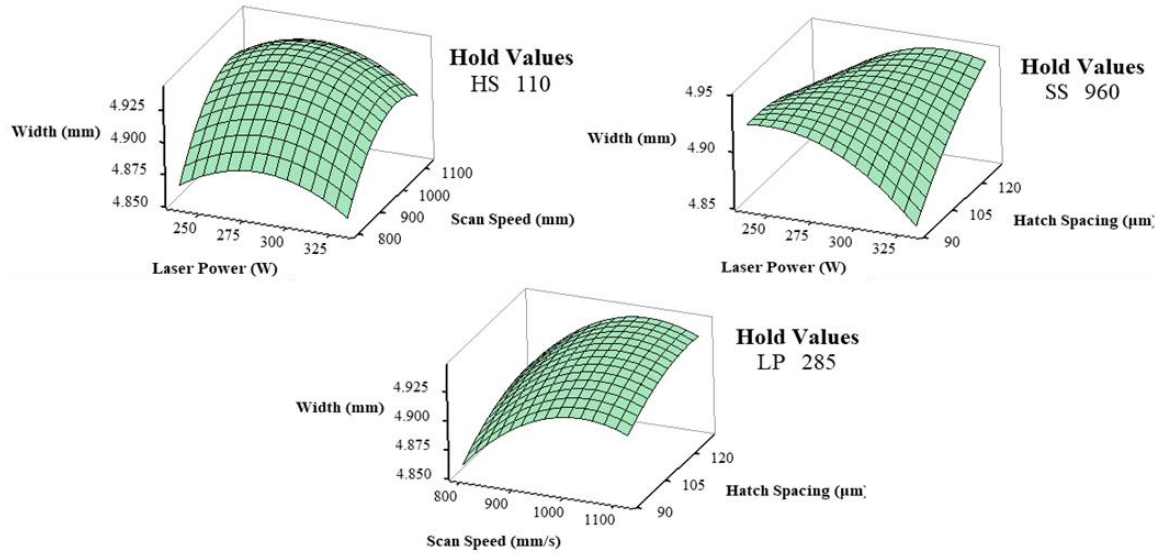 Hold Values
HS 110
4.925
Width (mm)
4.900
4.875
4.850
1100
1000
900
800
Scan Speed (mm)
250
275
300
325
Laser Power (W)
Hold Values
SS 960
4.95
Width (mm)
4.90
4.85
120
105
90
Hatch Spacing (μm)
250
275
300
325
Laser Power (W)
Hold Values
LP 285
4.925
Width (mm)
4.900
4.875
4.850
120
105
90
Hatch Spacing (μm)
800
900
1000
1100
Scan Speed (mm/s)